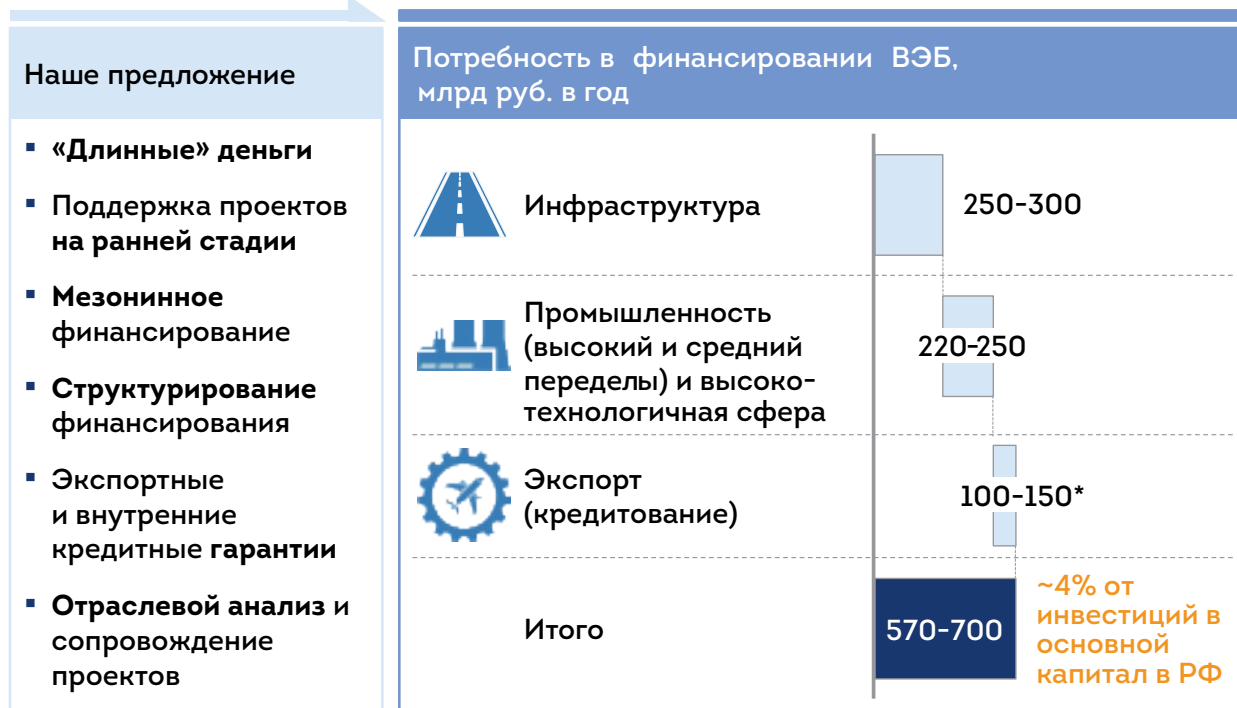 Наше предложение
▪ «Длинные» деньги
▪ Поддержка проектов
на ранней стадии
▪ Мезонинное
финансирование
▪ Структурирование
финансирования
▪ Экспортные
и внутренние
кредитные гарантии
▪ Отраслевой анализ и
сопровождение
проектов
Потребность в финансировании ВЭБ,
млрд руб. в год
Инфраструктура
250-300
Промышленность
(высокий и средний
переделы) и высоко-
технологичная сфера
220-250
Экспорт
(кредитование)
100-150*
Итого
570-700
~4% от
инвестиций в
основной
капитал в РФ